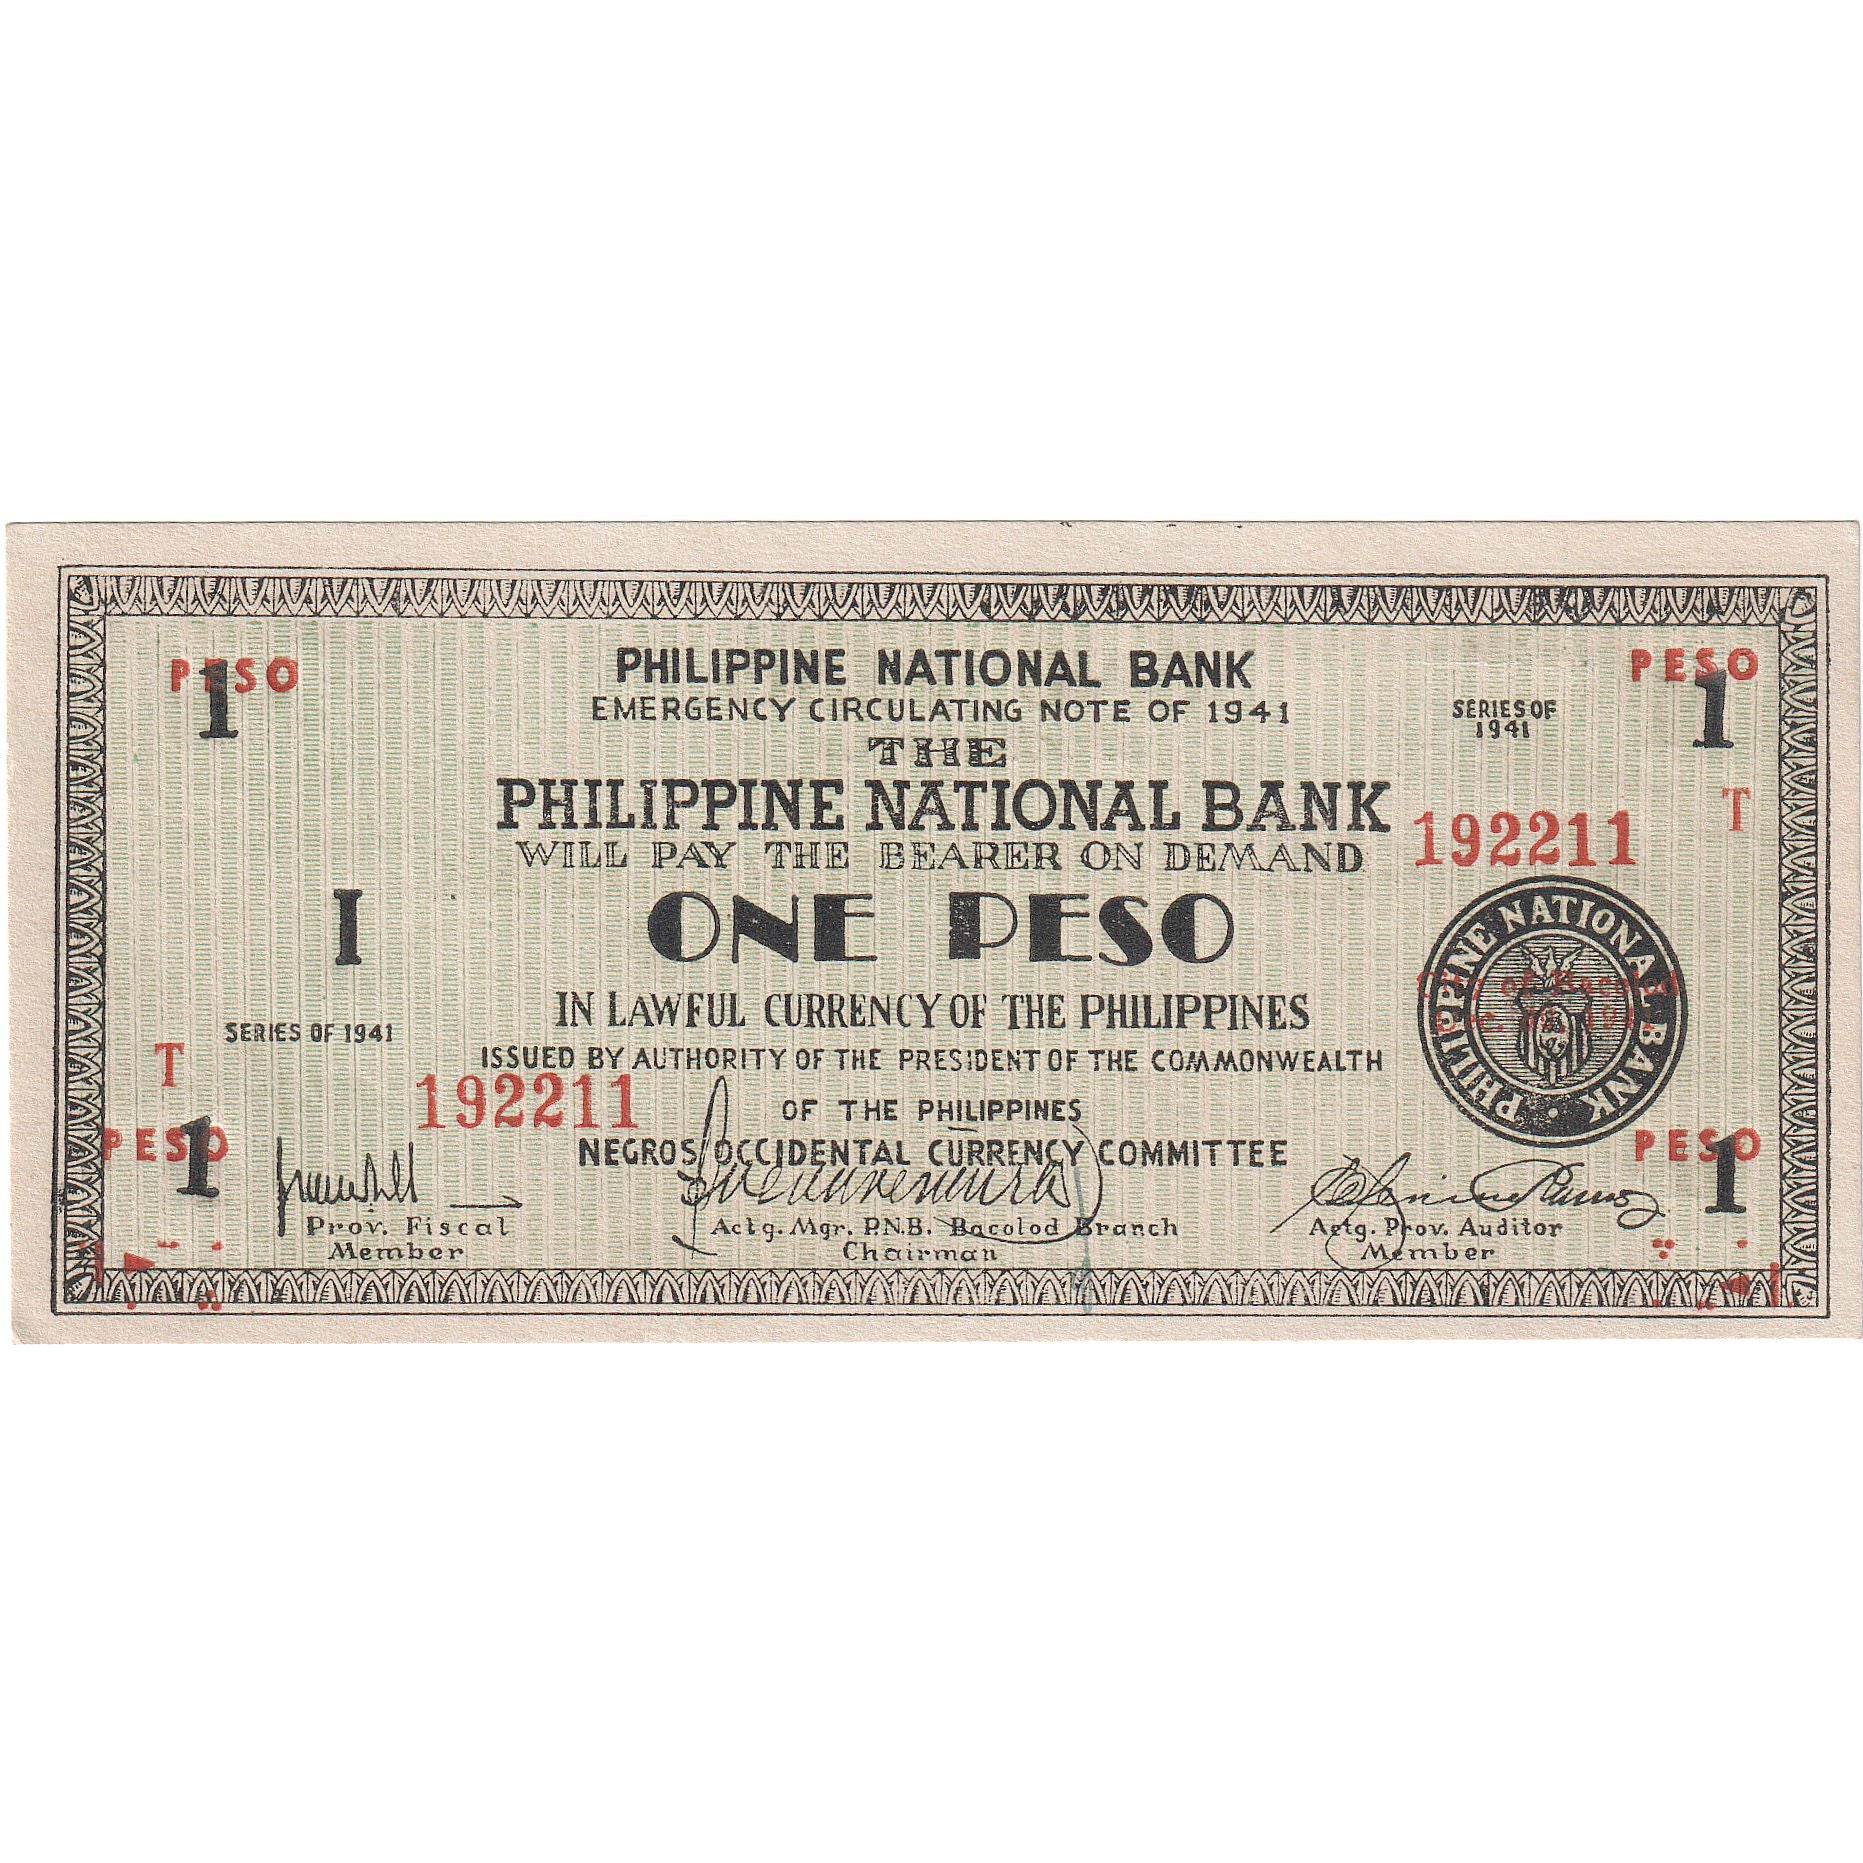 PESO
1
PHILIPPINE NATIONAL BANK
EMERGENCY CIRCULATING NOTE OF 1941
THE
PHILIPPINE NATIONAL BANK
WILL PAY THE BEARER ON DEMAND
I
ONE PESO
IN LAWFUL CURRENCY OF THE PHILIPPINES
ISSUED BY AUTHORITY OF THE PRESIDENT OF THE COMMONWEALTH
OF THE PHILIPPINES
NEGROS OCCIDENTAL CURRENCY COMMITTEE
PESO
1
SERIES OF
1941
T
192211
PHILIPPINE NATIONAL BANK
SERIES OF 1941
T
192211
PESO
1
Prov. Fiscal
Member
Actg. Mgr. P.N.B. Bacolod Branch
Chairman
Actg. Prov. Auditor
Member
PESO
1